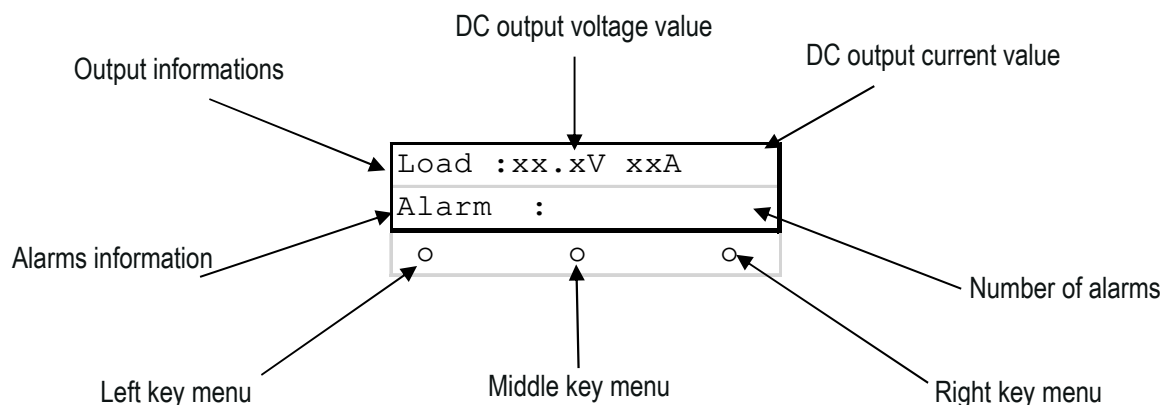 DC output voltage value
DC output current value
Output informations
Load :xx.xV xxA
Alarm :
Alarms information
Number of alarms
Left key menu
Middle key menu
Right key menu